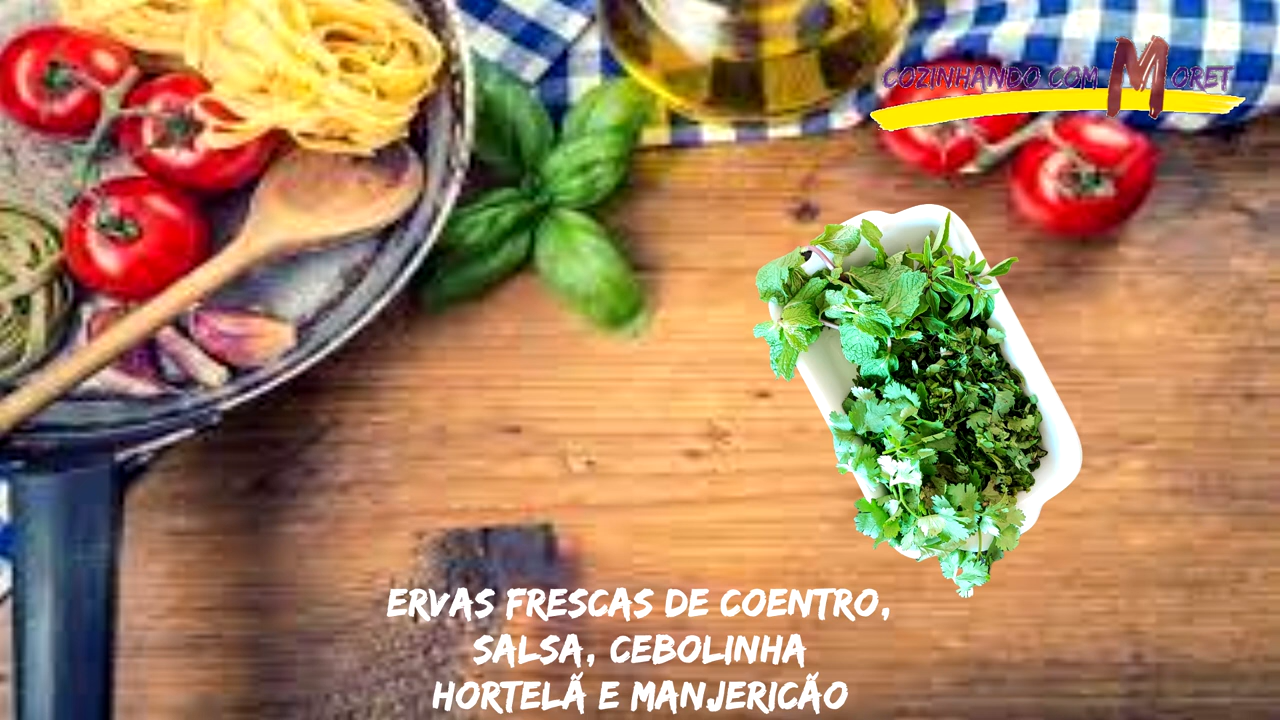 COZINHANDO COM MORET
ERVAS FRESCAS DE COENTRO,
SALSA, CEBOLINHA
HORTELÃ E MANJERICÃO